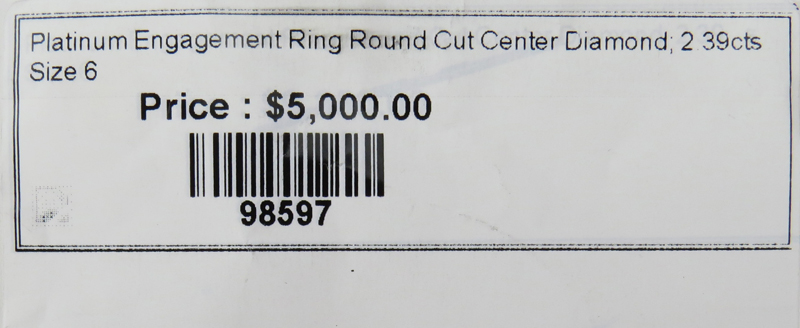 Platinum Engagement Ring Round Cut Center Diamond; 2 39cts
Size 6
Price : $5,000.00
98597